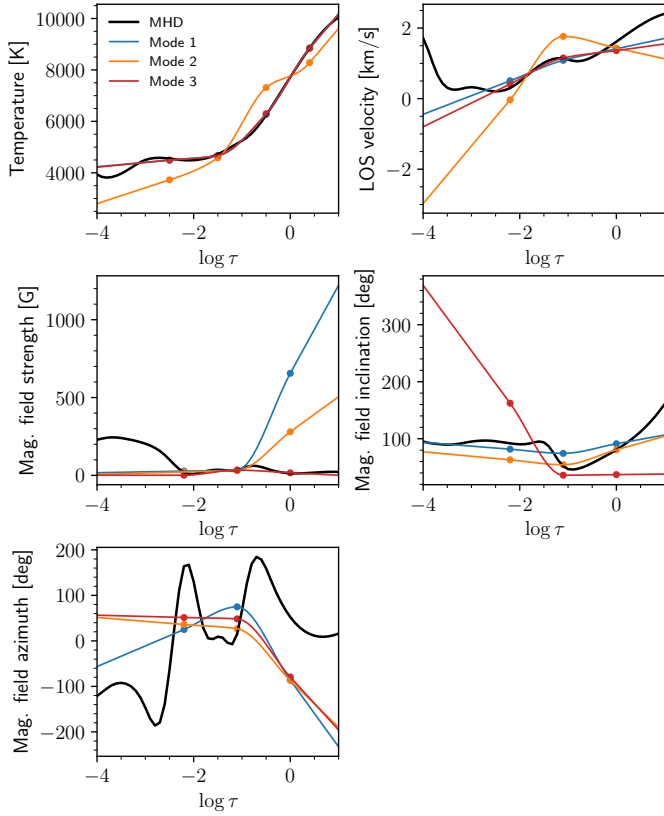 Temperature [K]
10000
8000
6000
4000
MHD
Mode 1
Mode 2
Mode 3
−4
−2
0
log τ
LOS velocity [km/s]
2
0
−2
−4
−2
0
log τ
Mag. field strength [G]
1000
500
0
−4
−2
0
log τ
Mag. field inclination [deg]
300
200
100
−4
−2
0
log τ
Mag. field azimuth [deg]
200
100
0
−100
−200
−4
−2
0
log τ